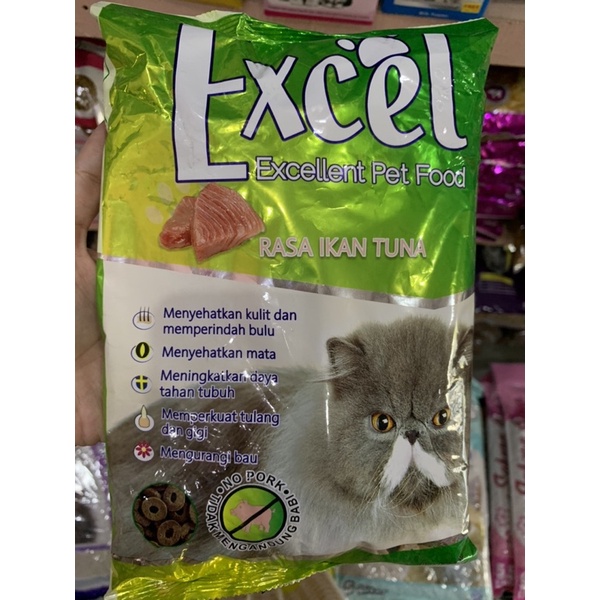 Excel
Excellent Pet Food
RASA IKAN TUNA
Menyehatkan kulit dan
memperindah bulu
Menyehatkan mata
Meningkatkan daya
tahan tubuh
Memperkuat tulang
dan gigi
Mengurangi bau
NO PORK
TIDAK MENGANDUNG BABI